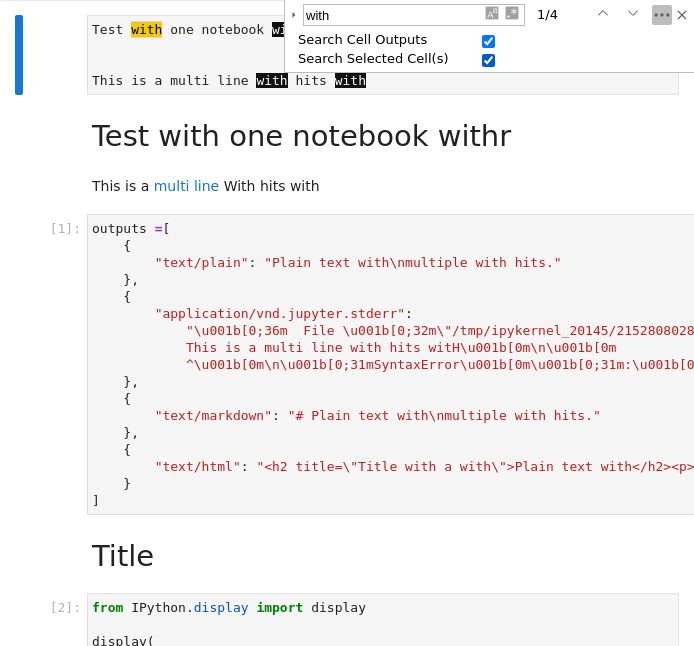 Test with one notebook wi
with
1/4
Search Cell Outputs
Search Selected Cell(s)
This is a multi line with hits with
Test with one notebook withr
This is a multi line With hits with
[1]:
outputs =[
{
"text/plain": "Plain text with\nmultiple with hits."
},
{
"application/vnd.jupyter.stderr":
"\u001b[0;36m  File \u001b[0;32m\"/tmp/ipykernel_20145/2152808028
This is a multi line with hits witH\u001b[0m\n\u001b[0m
^\u001b[0m\n\u001b[0;31mSyntaxError\u001b[0m\u001b[0;31m:\u001b[0
},
{
"text/markdown": "# Plain text with\nmultiple with hits."
},
{
"text/html": "<h2 title=\"Title with a with\">Plain text with</h2><p>
}
]
Title
[2]:
from IPython.display import display
display(